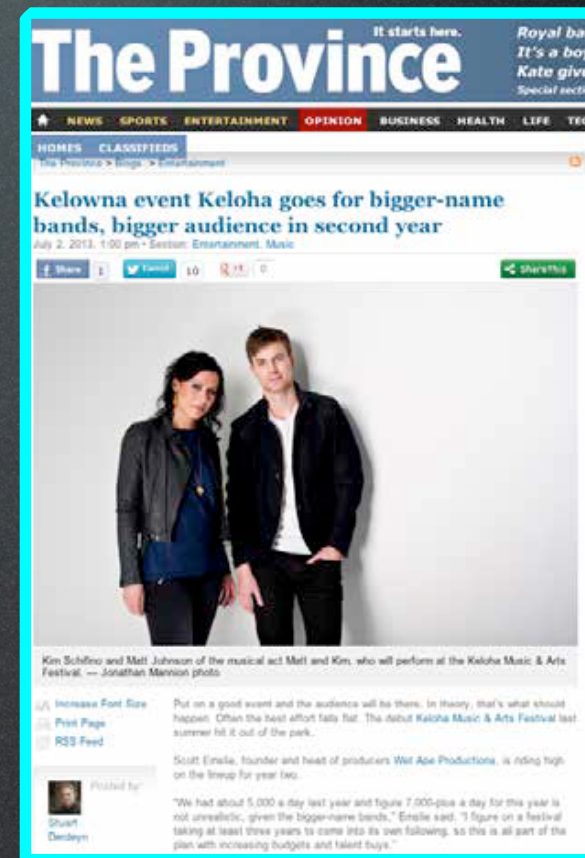 It starts here.
The Province
Royal ba
It's a boy
Kate give
Special secti
NEWS SPORTS ENTERTAINMENT OPINION BUSINESS HEALTH LIFE TEC
HOMES CLASSIFIEDS
The Province > Blogs > Entertainment
Kelowna event Keloha goes for bigger-name
bands, bigger audience in second year
July 2, 2013. 1:00 pm • Section: Entertainment, Music
Share 1 Tweet 10 +1 0 ShareThis
Kim Schifino and Matt Johnson of the musical act Matt and Kim, who will perform at the Keloha Music & Arts
Festival. — Jonathan Mannion photo
Increase Font Size
Print Page
RSS Feed
Posted by:
Stuart
Derdeyn
Put on a good event and the audience will be there. In theory, that's what should
happen. Often the best effort falls flat. The debut Keloha Music & Arts Festival last
summer hit it out of the park.
Scott Emslie, founder and head of producers Wet Ape Productions, is riding high
on the lineup for year two.
"We had about 5,000 a day last year and figure 7,000-plus a day for this year is
not unrealistic, given the bigger-name bands," Emslie said. "I figure on a festival
taking at least three years to come into its own following, so this is all part of the
plan with increasing budgets and talent buys."